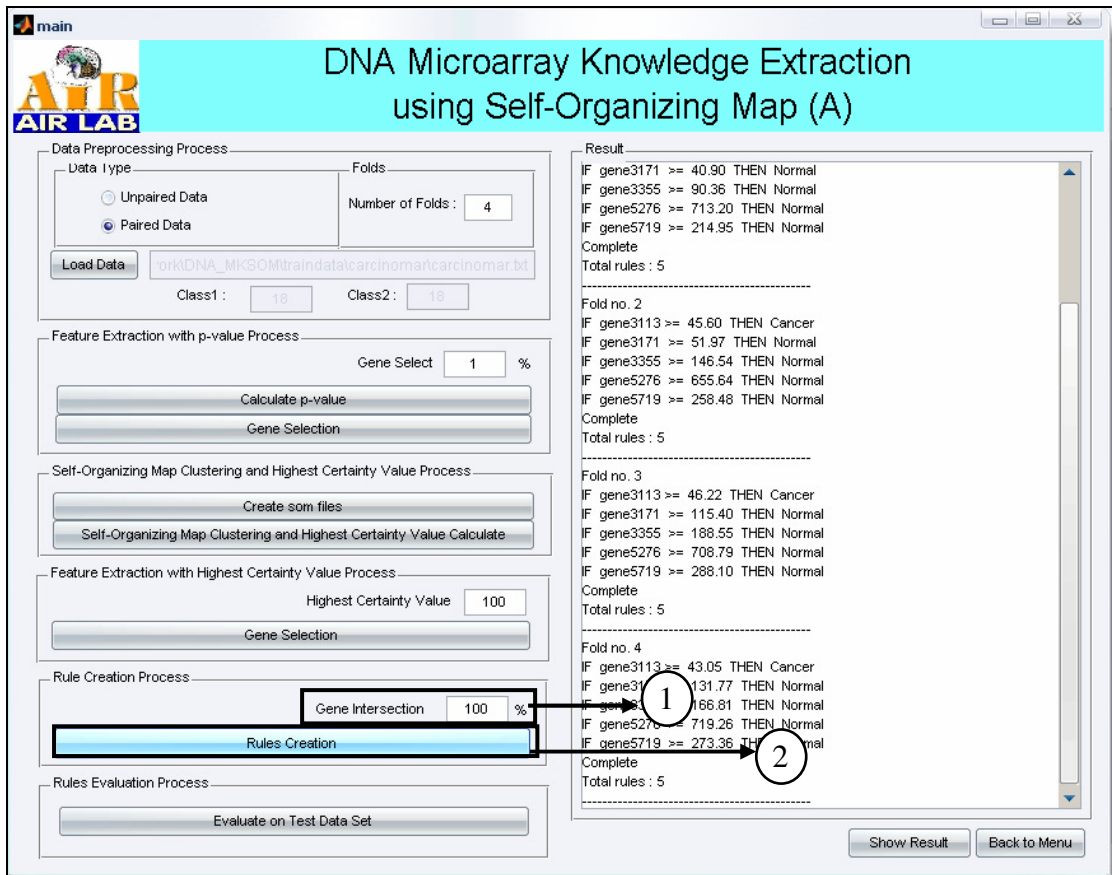 main
AiR
AIR LAB
DNA Microarray Knowledge Extraction
using Self-Organizing Map (A)
Data Preprocessing Process
Data Type
Unpaired Data
Paired Data
Folds
Number of Folds : 4
Load Data
ork\DNA_MKSOM\traindata\carcinomar\carcinomar.txt
Class1 : 18 Class2 : 18
Feature Extraction with p-value Process
Gene Select 1 %
Calculate p-value
Gene Selection
Self-Organizing Map Clustering and Highest Certainty Value Process
Create som files
Self-Organizing Map Clustering and Highest Certainty Value Calculate
Feature Extraction with Highest Certainty Value Process
Highest Certainty Value 100
Gene Selection
Rule Creation Process
Gene Intersection 100 %
Rules Creation
Rules Evaluation Process
Evaluate on Test Data Set
Result
IF gene3171 >= 40.90 THEN Normal
IF gene3355 >= 90.36 THEN Normal
IF gene5276 >= 713.20 THEN Normal
IF gene5719 >= 214.95 THEN Normal
Complete
Total rules : 5
--------------------------------------------
Fold no. 2
IF gene3113 >= 45.60 THEN Cancer
IF gene3171 >= 51.97 THEN Normal
IF gene3355 >= 146.54 THEN Normal
IF gene5276 >= 655.64 THEN Normal
IF gene5719 >= 258.48 THEN Normal
Complete
Total rules : 5
--------------------------------------------
Fold no. 3
IF gene3113 >= 46.22 THEN Cancer
IF gene3171 >= 115.40 THEN Normal
IF gene3355 >= 188.55 THEN Normal
IF gene5276 >= 708.79 THEN Normal
IF gene5719 >= 288.10 THEN Normal
Complete
Total rules : 5
--------------------------------------------
Fold no. 4
IF gene3113 >= 43.05 THEN Cancer
IF 131.77 THEN Normal
IF 166.81 THEN Normal
IF 719.26 THEN Normal
IF gene5719 >= 273.36
Complete
Total rules : 5
--------------------------------------------
1
2
Show Result
Back to Menu